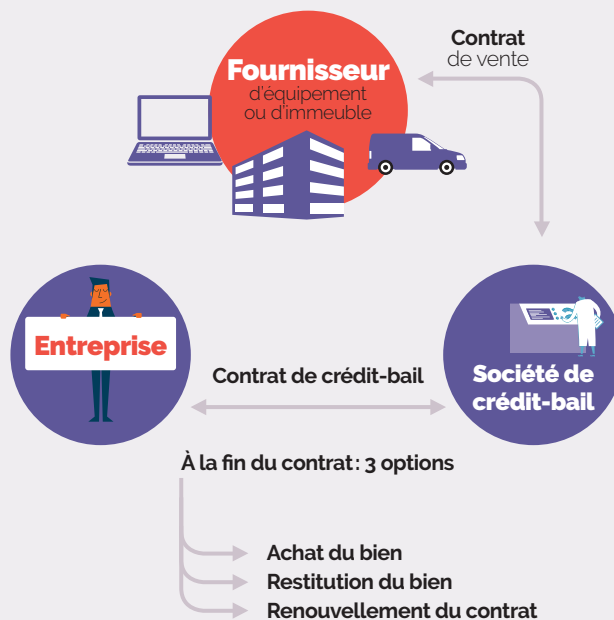 Contrat
de vente
Fournisseur
d'équipement
ou d'immeuble
Entreprise
Contrat de crédit-bail
Société de
crédit-bail
À la fin du contrat : 3 options
Achat du bien
Restitution du bien
Renouvellement du contrat